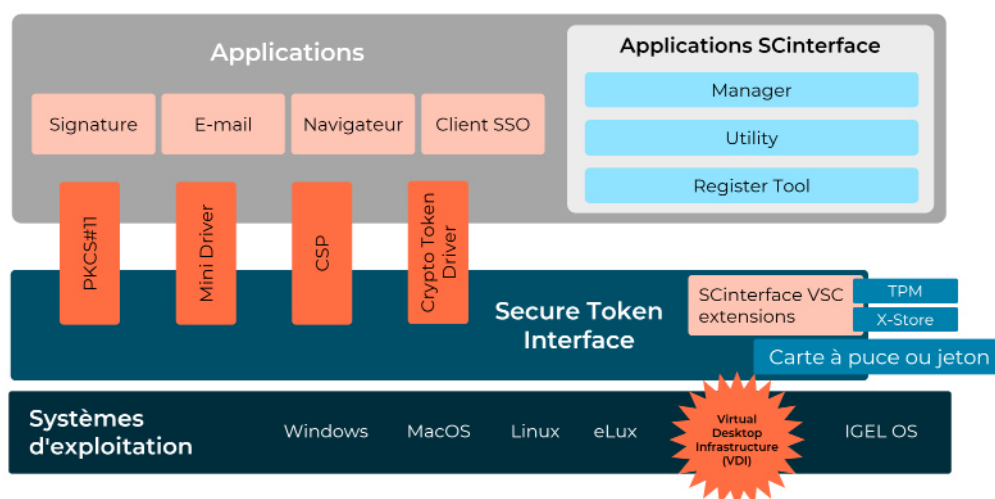 Applications
Applications SCinterface
Manager
Utility
Register Tool
Signature
E-mail
Navigateur
Client SSO
PKCS#11
Mini Driver
CSP
Crypto Token
Driver
Secure Token
Interface
SCinterface VSC
extensions
TPM
X-Store
Carte à puce ou jeton
Systèmes
d'exploitation
Windows
MacOS
Linux
eLux
Virtual
Desktop
Infrastructure
(VDI)
IGEL OS